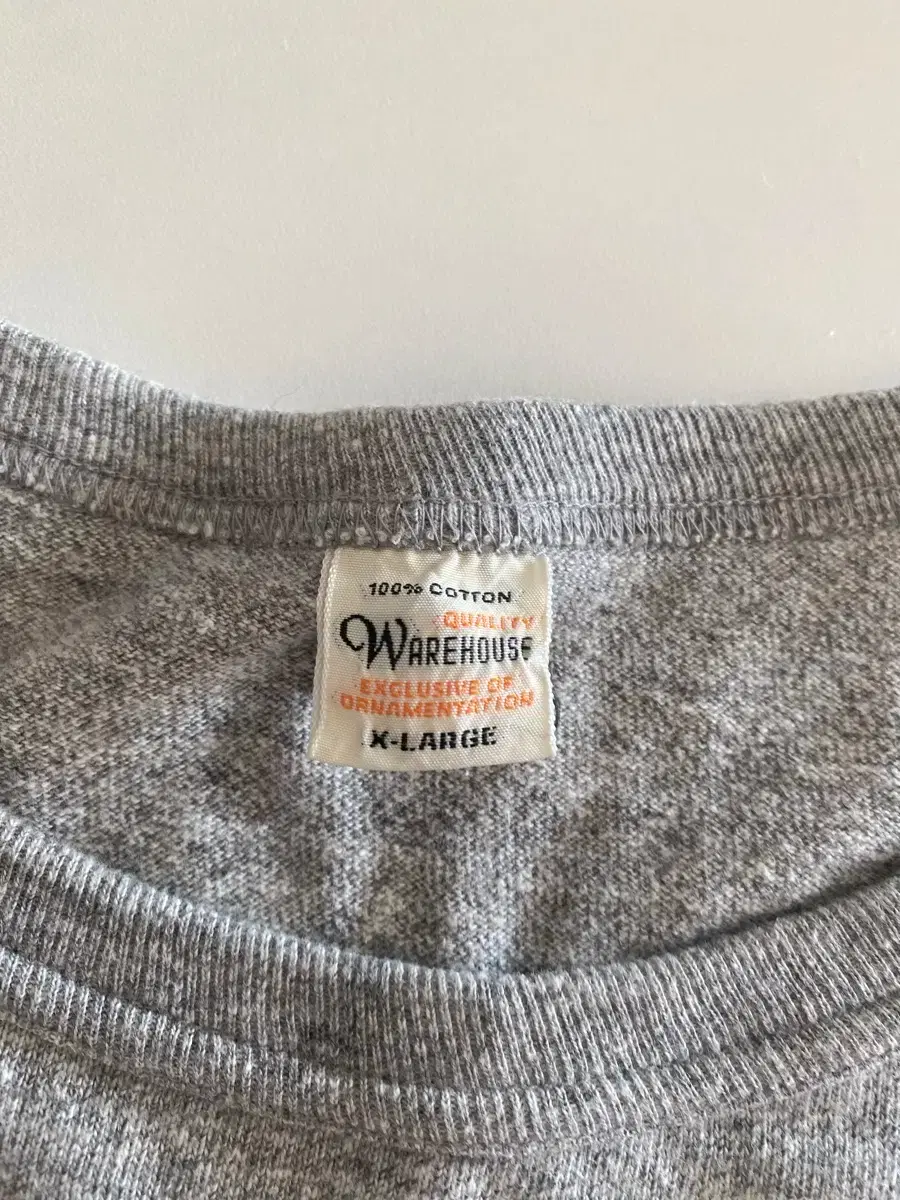 100% COTTON
QUALITY
WAREHOUSE
EXCLUSIVE OF
ORNAMENTATION
X-LARGE